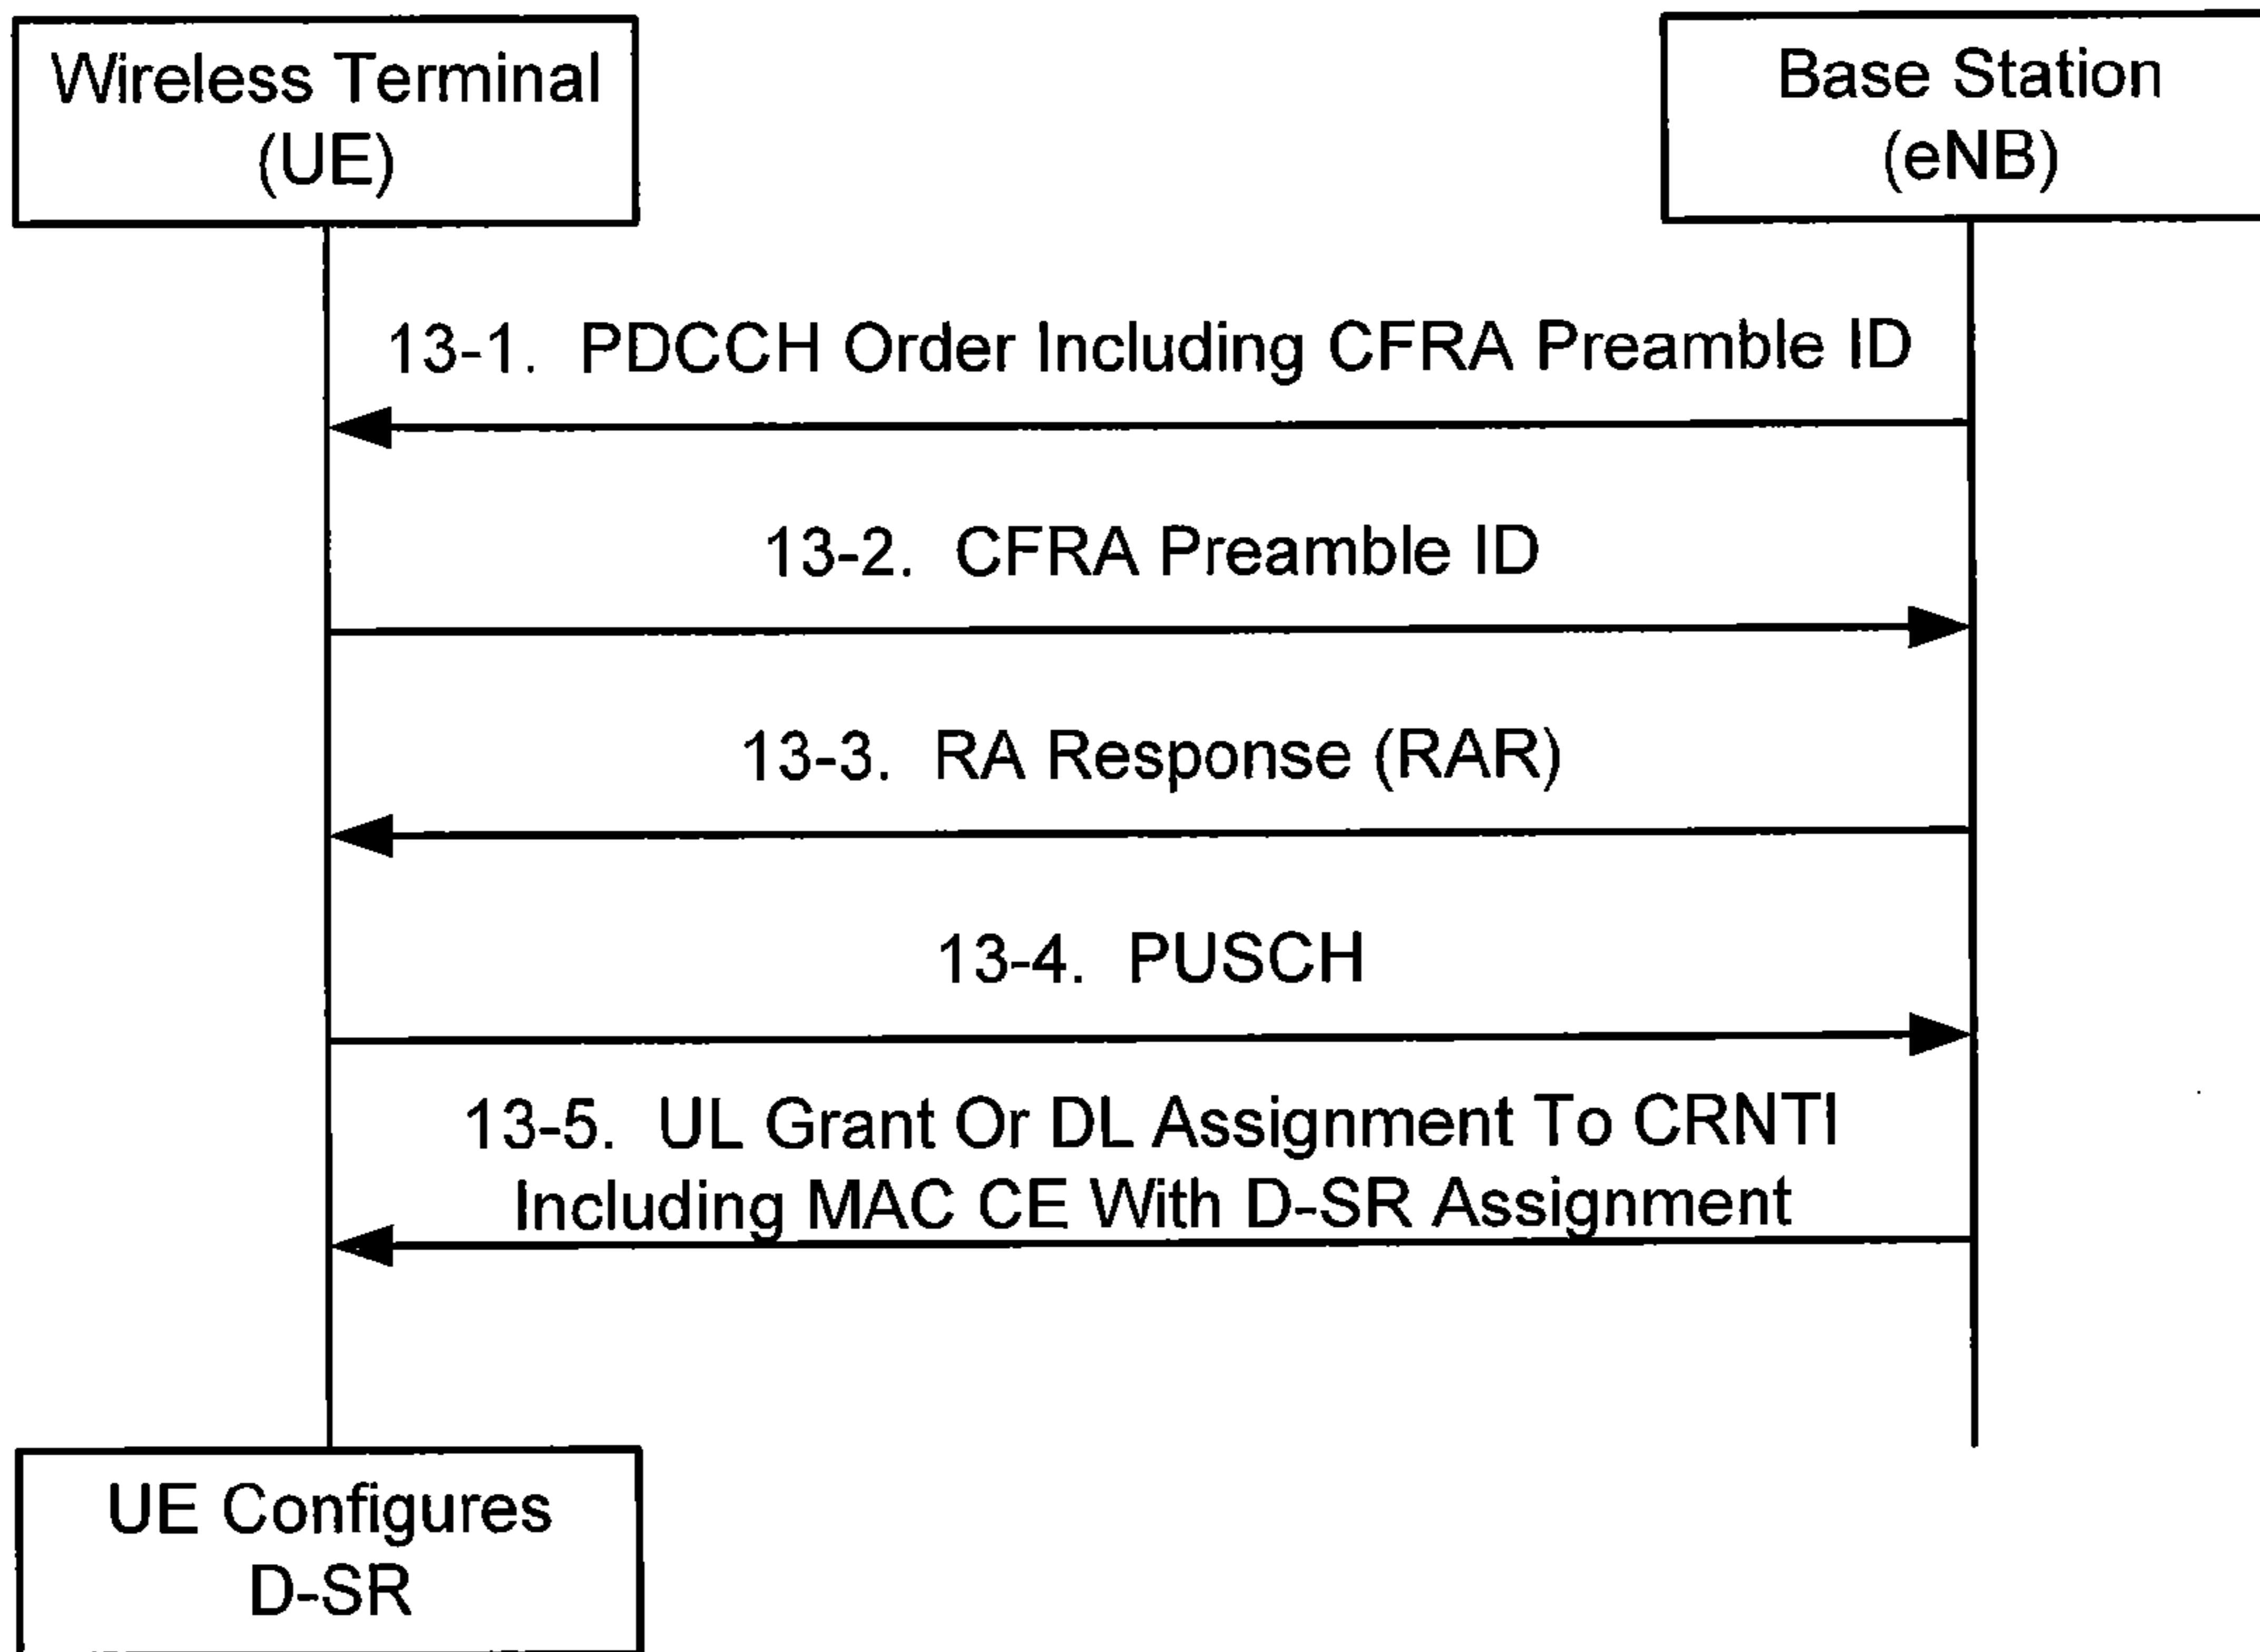 Wireless Terminal
(UE)
Base Station
(eNB)
13-1. PDCCH Order Including CFRA Preamble ID
13-2. CFRA Preamble ID
13-3. RA Response (RAR)
13-4. PUSCH
13-5. UL Grant Or DL Assignment To CRNTI
Including MAC CE With D-SR Assignment
UE Configures
D-SR